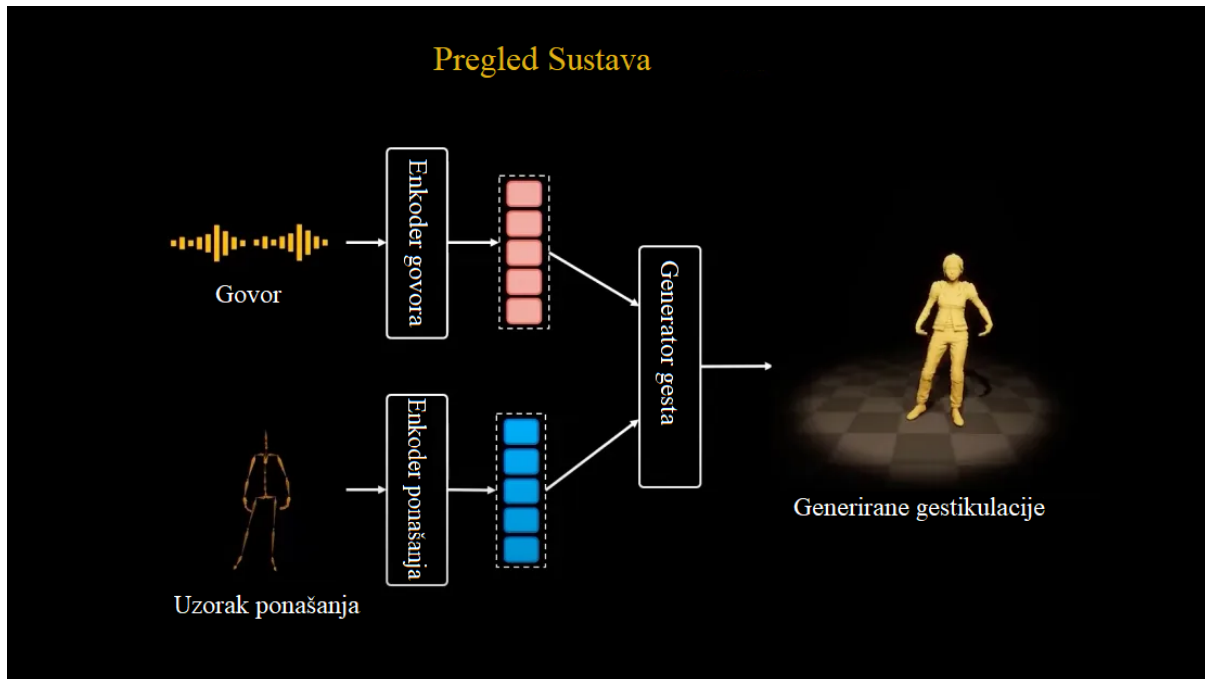 Pregled Sustava
Govor
Enkoder govora
Generator gesta
Enkoder ponašanja
Uzorak ponašanja
Generirane gestikulacije